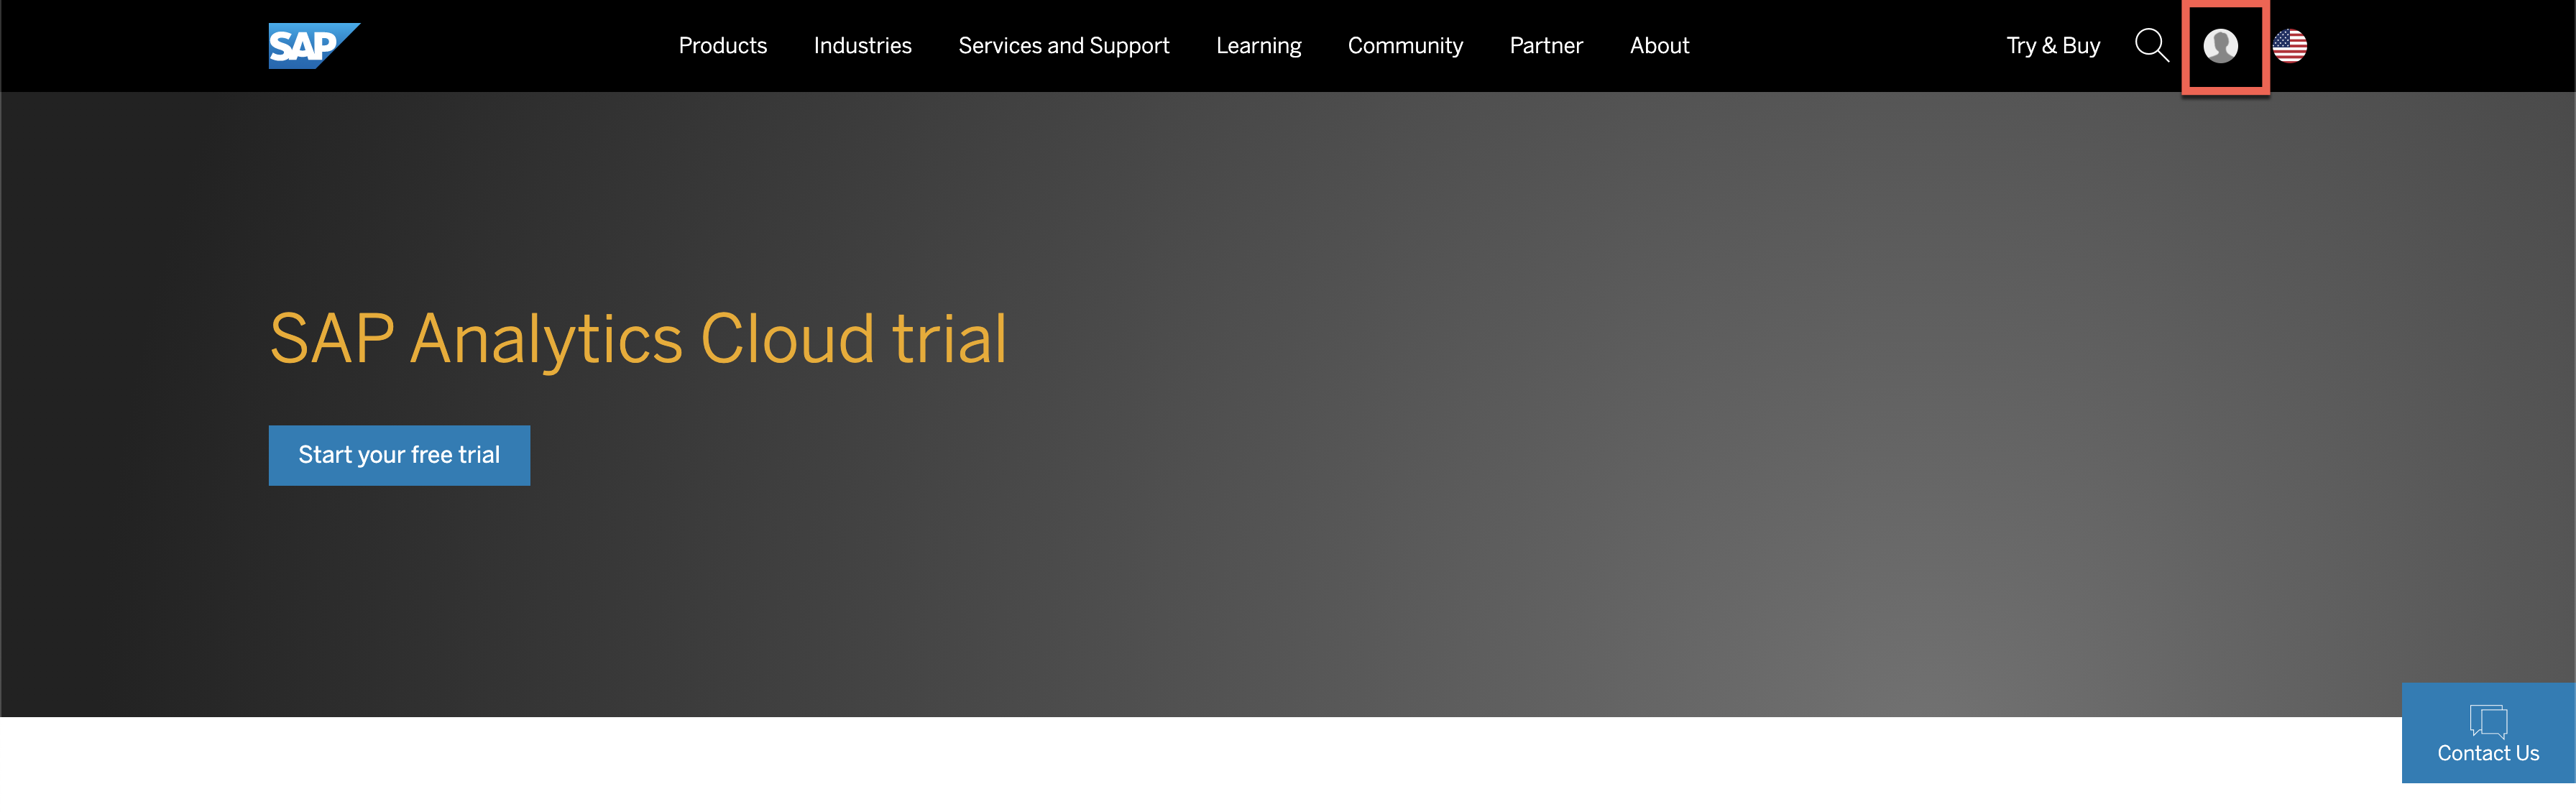 SAP
Products Industries Services and Support Learning Community Partner About Try & Buy
SAP Analytics Cloud trial
Start your free trial
Contact Us